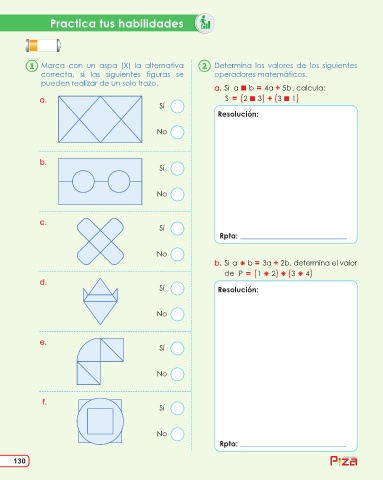 Practica tus habilidades
1 Marca con un aspa (X) la alternativa
correcta, si las siguientes figuras se
pueden realizar de un solo trazo.
a.
Sí
No
b.
Sí
No
c.
Sí
No
d.
Sí
No
e.
Sí
No
f.
Sí
No
2 Determina los valores de los siguientes
operadores matemáticos.
a. Si a ■ b = 4a + 5b, calcula:
S = (2 ■ 3) + (3 ■ 1)
Resolución:
Rpta:
b. Si a * b = 3a + 2b, determina el valor
de P = (1 * 2) * (3 * 4)
Resolución:
Rpta:
130
Piza